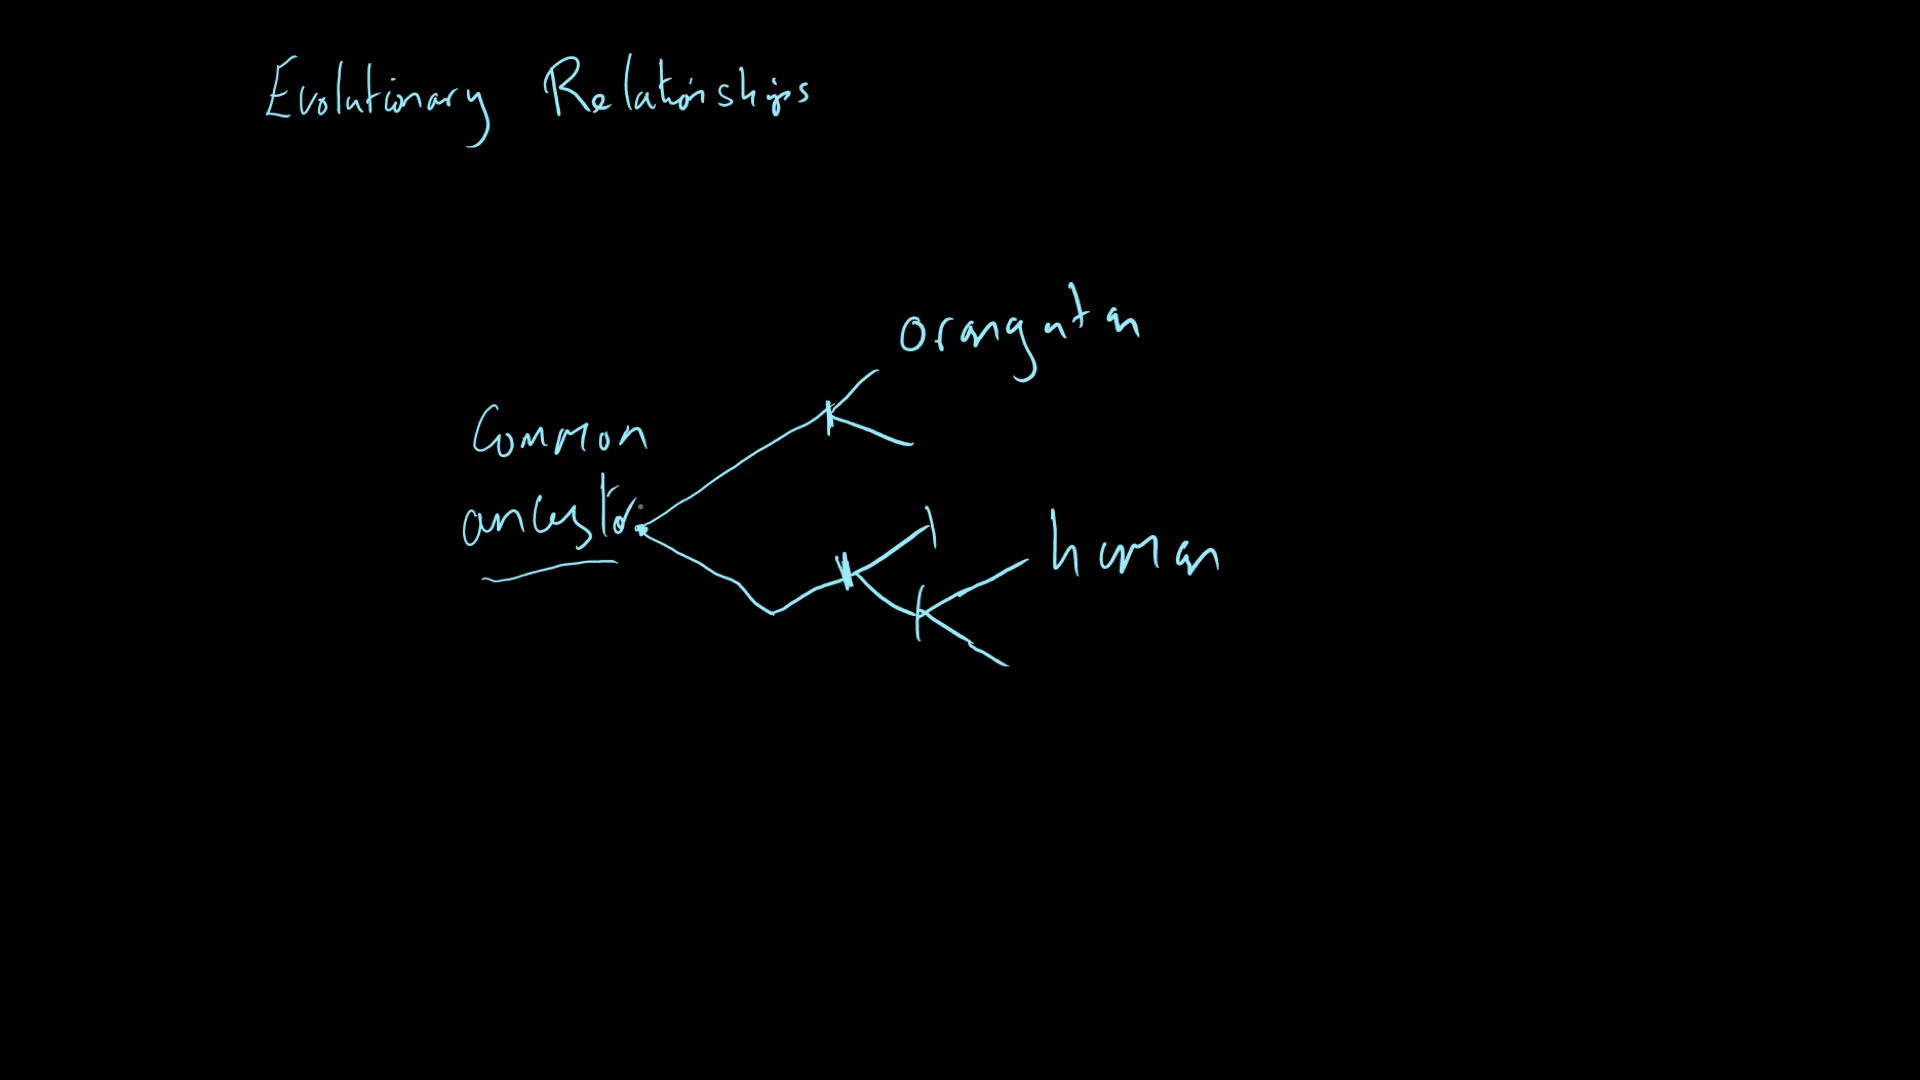 Evolutionary Relationships
orangutan
Common
ancestor
human